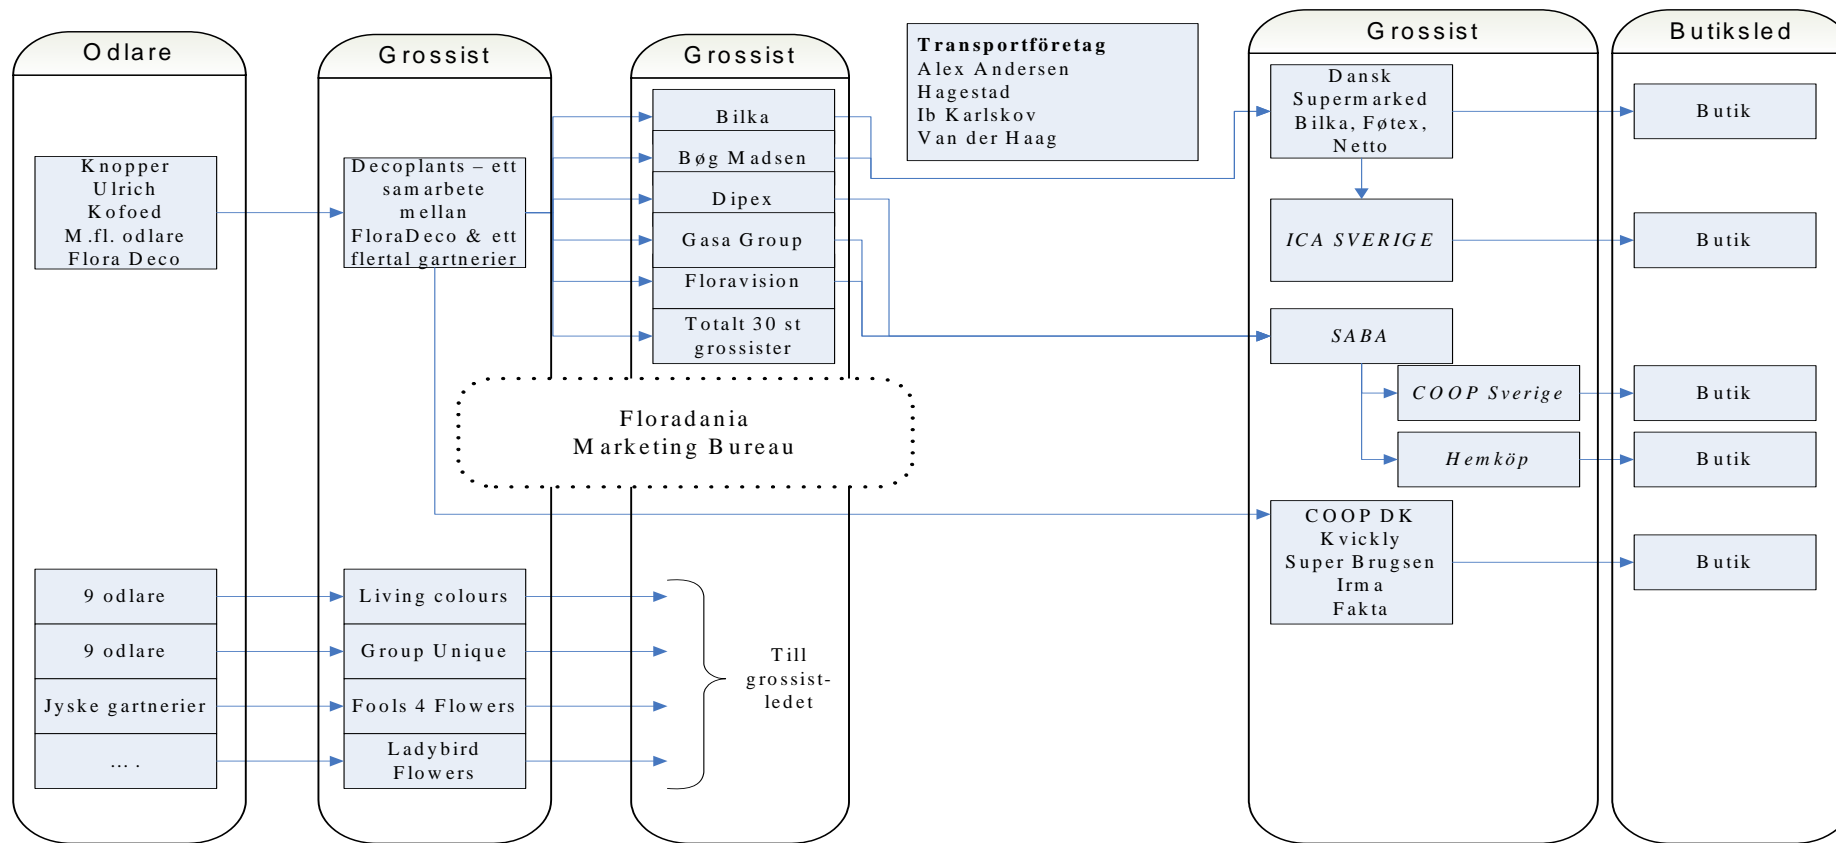 Odlare
Knopper
Ulrich
Kofoed
M.fl. odlare
Flora Deco
9 odlare
9 odlare
Jyske gartnerier
….
Grossist
Decoplants – ett
samarbete
mellan
FloraDeco & ett
flertal gartnerier
Living colours
Group Unique
Fools 4 Flowers
Ladybird
Flowers
Grossist
Bilka
Bøg Madsen
Dipex
Gasa Group
Floravision
Totalt 30 st
grossister
Floradania
Marketing Bureau
Till
grossist-
ledet
Transportföretag
Alex Andersen
Hagestad
Ib Karlskov
Van der Haag
Grossist
Dansk
Supermarked
Bilka, Føtex,
Netto
ICA SVERIGE
SABA
COOP Sverige
Hemköp
COOP DK
Kvickly
Super Brugsen
Irma
Fakta
Butiksled
Butik
Butik
Butik
Butik
Butik